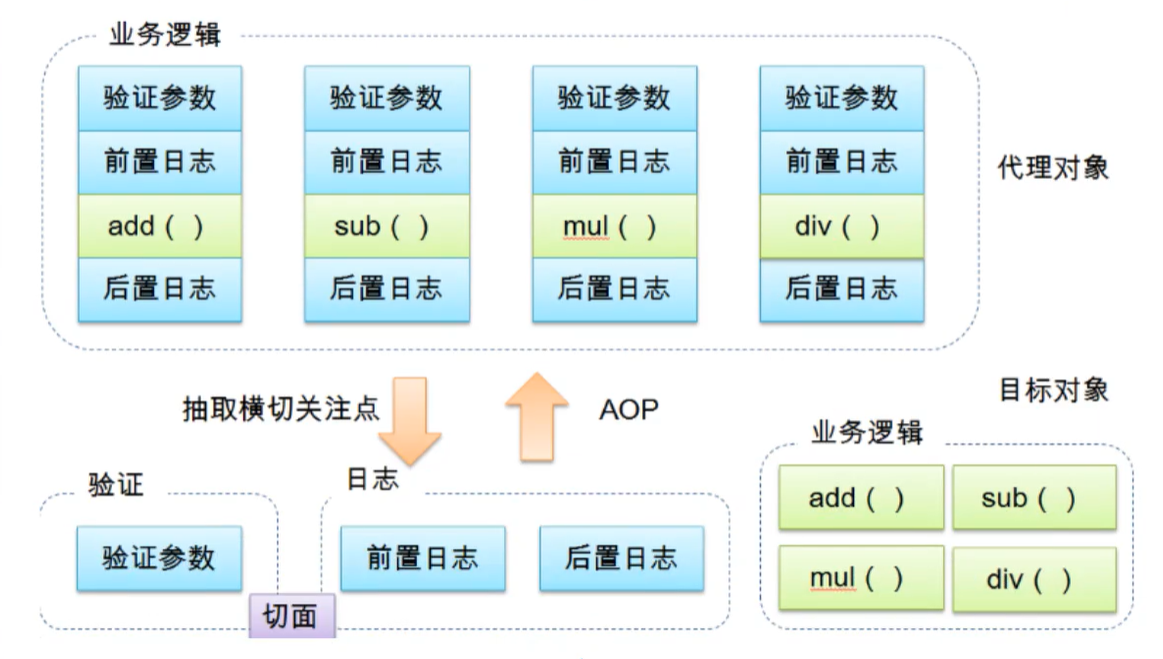 业务逻辑
验证参数 验证参数 验证参数 验证参数
前置日志 前置日志 前置日志 前置日志
代理对象
add ( ) sub ( ) mul ( ) div ( )
后置日志 后置日志 后置日志 后置日志
抽取横切关注点 AOP
目标对象
业务逻辑
验证 日志
add ( ) sub ( )
验证参数 前置日志 后置日志
mul ( ) div ( )
切面